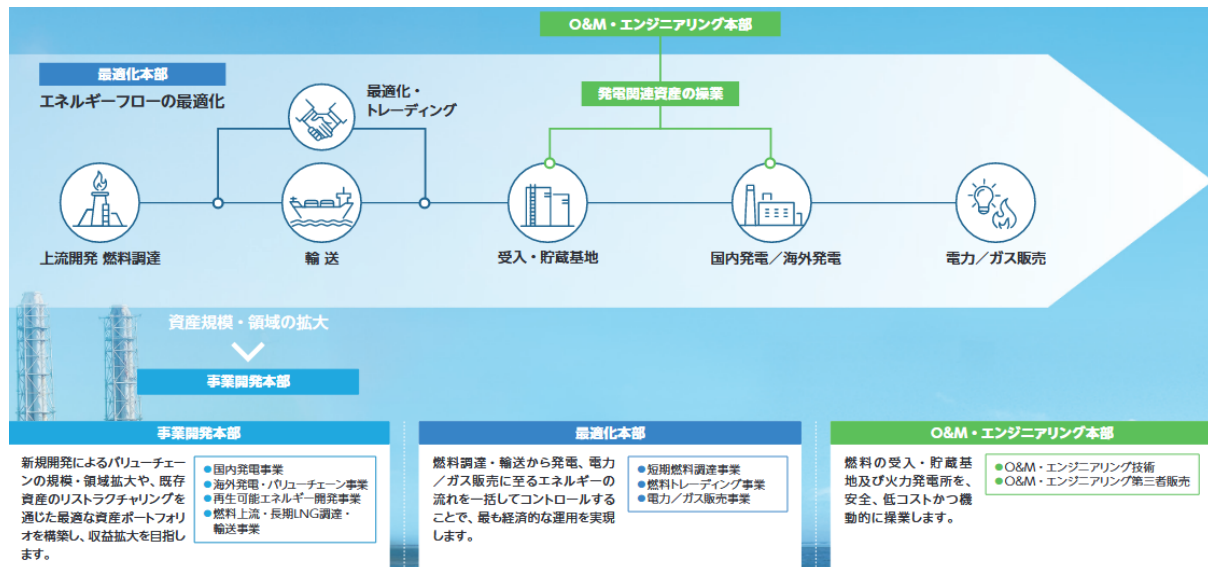 O&M・エンジニアリング本部
最適化本部
エネルギーフローの最適化
最適化・
トレーディング
発電関連資産の操業
上流開発 燃料調達
輸 送
受入・貯蔵基地
国内発電／海外発電
電力／ガス販売
資産規模・領域の拡大
事業開発本部
事業開発本部
新規開発によるバリューチェー
ンの規模・領域拡大や、既存
資産のリストラクチャリングを
通じた最適な資産ポートフォリ
オを構築し、収益拡大を目指し
ます。
●国内発電事業
●海外発電・バリューチェーン事業
●再生可能エネルギー開発事業
●燃料上流・長期LNG調達・
輸送事業
最適化本部
燃料調達・輸送から発電、電力
／ガス販売に至るエネルギーの
流れを一括してコントロールする
ことで、最も経済的な運用を実現
します。
●短期燃料調達事業
●燃料トレーディング事業
●電力／ガス販売事業
O&M・エンジニアリング本部
燃料の受入・貯蔵基
地及び火力発電所を、
安全、低コストかつ機
動的に操業します。
●O&M・エンジニアリング技術
●O&M・エンジニアリング第三者販売